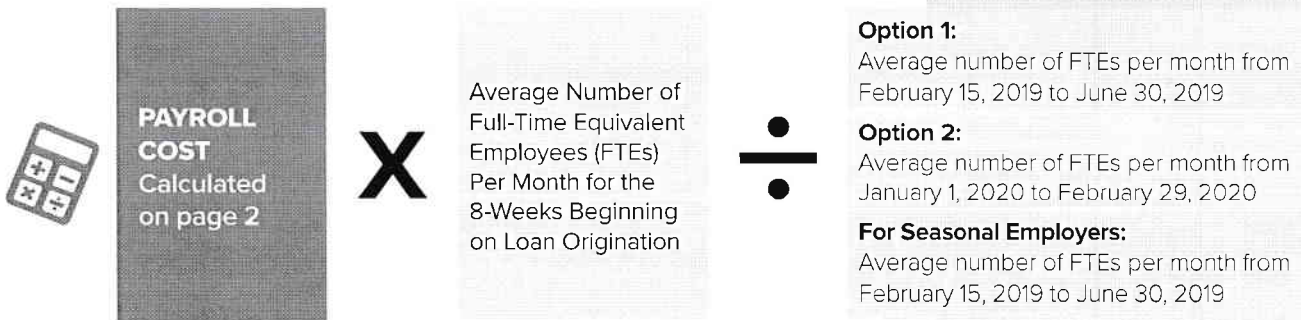 PAYROLL
COST
Calculated
on page 2
X
Average Number of
Full-Time Equivalent
Employees (FTEs)
Per Month for the
8-Weeks Beginning
on Loan Origination
÷
Option 1:
Average number of FTEs per month from
February 15, 2019 to June 30, 2019
Option 2:
Average number of FTEs per month from
January 1, 2020 to February 29, 2020
For Seasonal Employers:
Average number of FTEs per month from
February 15, 2019 to June 30, 2019